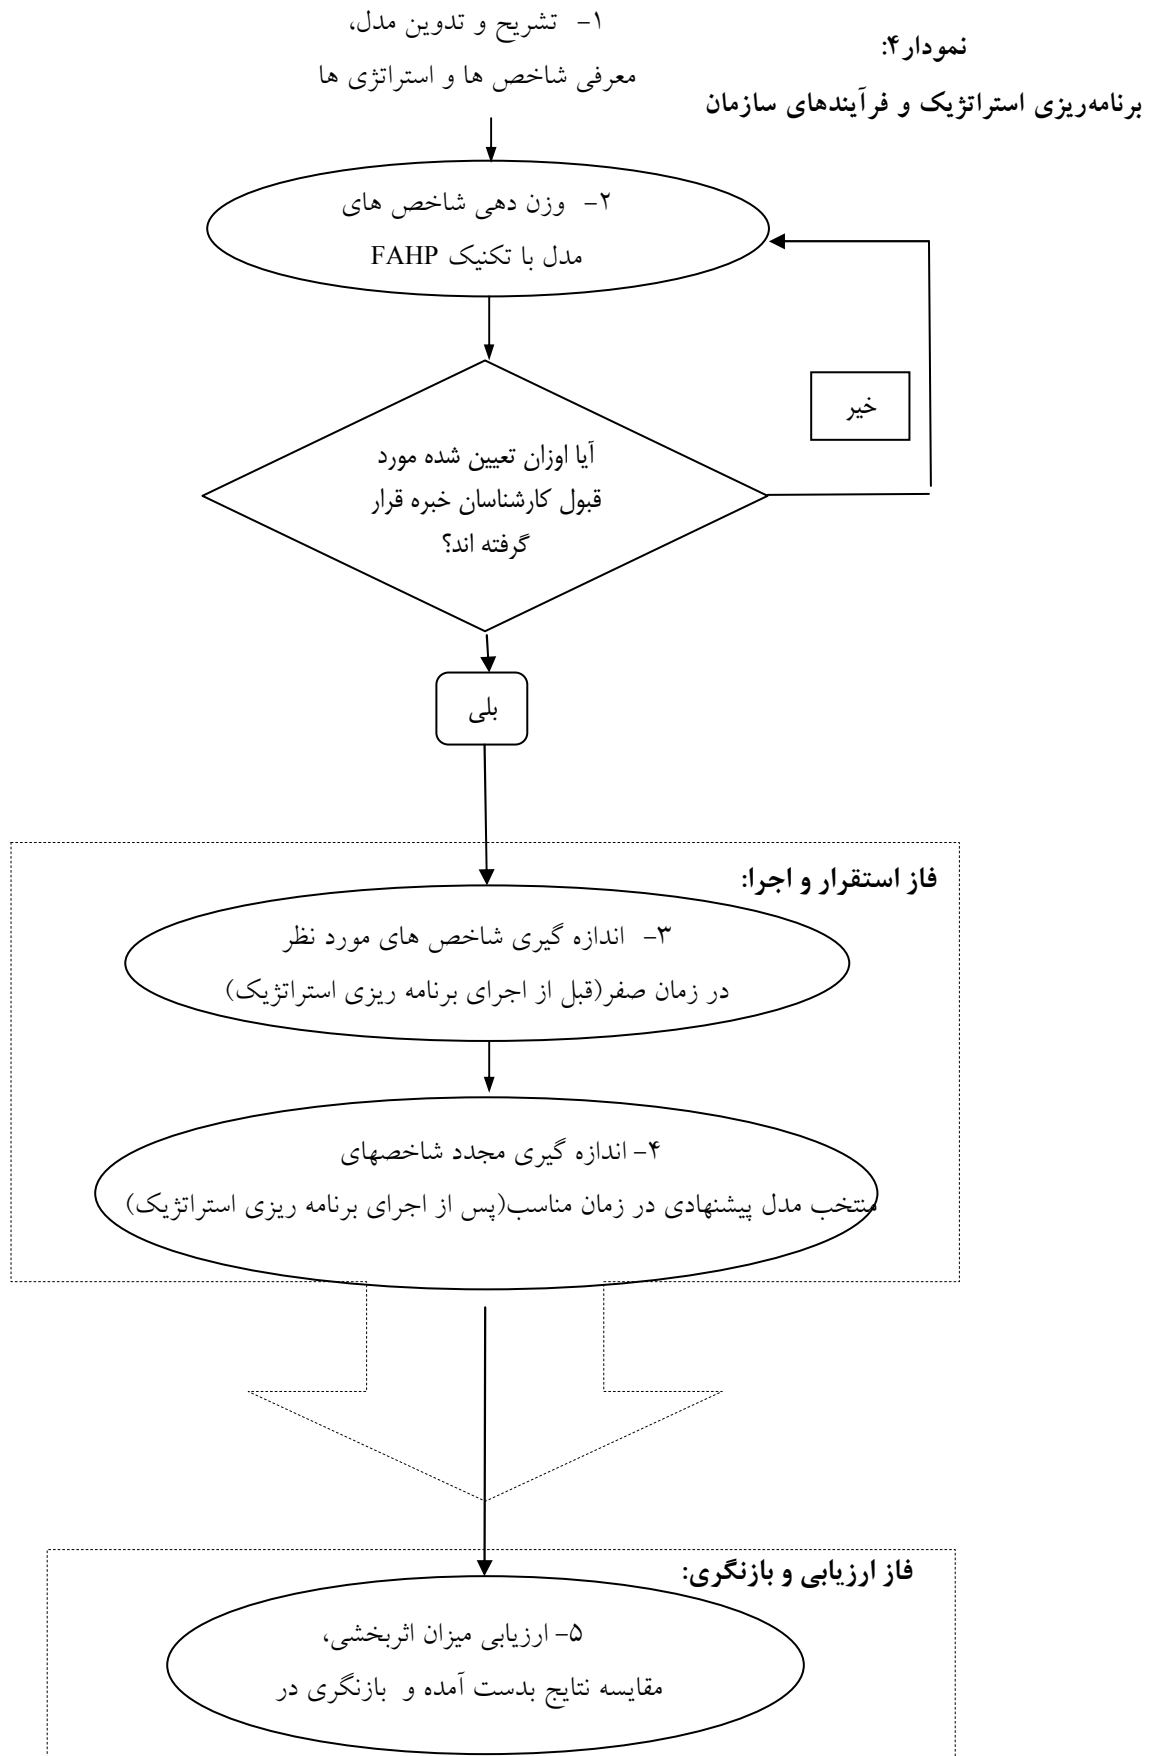 نمودار۴:
برنامه‌ریزی استراتژیک و فرآیندهای سازمان
۱- تشریح و تدوین مدل،
معرفی شاخص ها و استراتژی ها
۲- وزن دهی شاخص های
مدل با تکنیک FAHP
خیر
آیا اوزان تعیین شده مورد
قبول کارشناسان خبره قرار
گرفته اند؟
بلی
فاز استقرار و اجرا:
۳- اندازه گیری شاخص های مورد نظر
در زمان صفر(قبل از اجرای برنامه ریزی استراتژیک)
۴- اندازه گیری مجدد شاخصهای
منتخب مدل پیشنهادی در زمان مناسب(پس از اجرای برنامه ریزی استراتژیک)
فاز ارزیابی و بازنگری:
۵- ارزیابی میزان اثربخشی،
مقایسه نتایج بدست آمده و بازنگری در